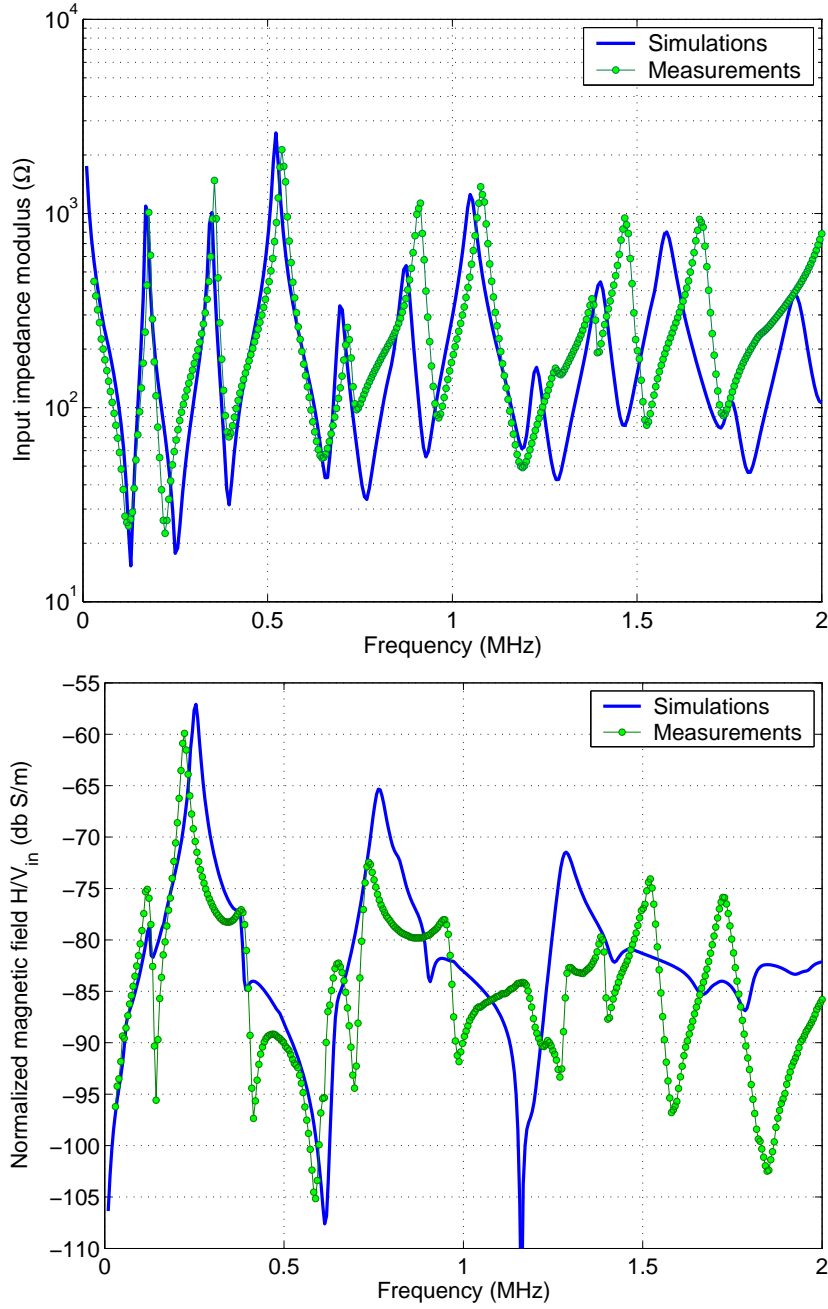 10^4
10^3
10^2
10^1
Input impedance modulus (Ω)
Simulations
Measurements
0 0.5 1 1.5 2
Frequency (MHz)
−55
−60
−65
−70
−75
−80
−85
−90
−95
−100
−105
−110
Normalized magnetic field H/V_in (db S/m)
Simulations
Measurements
0 0.5 1 1.5 2
Frequency (MHz)